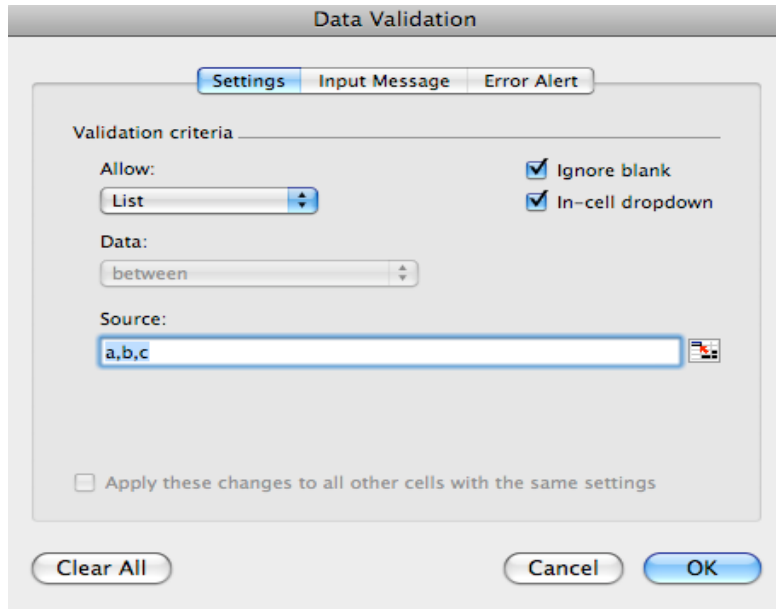 Data Validation
Settings Input Message Error Alert
Validation criteria
Allow:
Ignore blank
List
In-cell dropdown
Data:
between
Source:
a,b,c
Apply these changes to all other cells with the same settings
Clear All Cancel OK